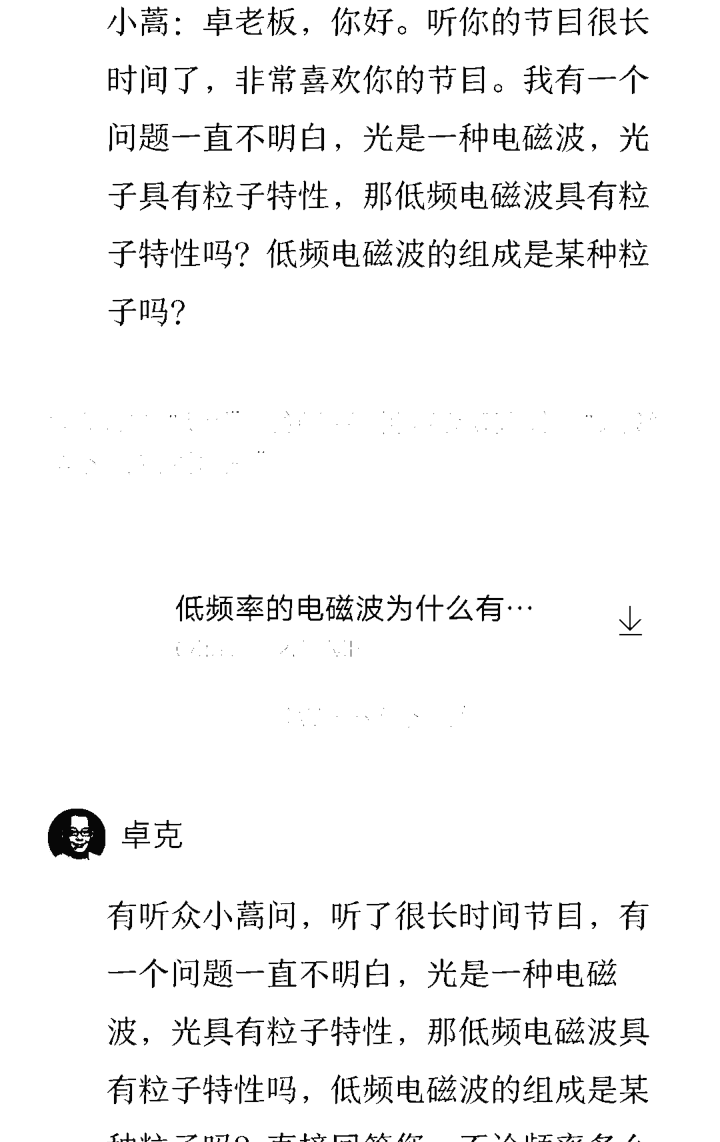 小蒿：卓老板，你好。听你的节目很长
时间了，非常喜欢你的节目。我有一个
问题一直不明白，光是一种电磁波，光
子具有粒子特性，那低频电磁波具有粒
子特性吗？低频电磁波的组成是某种粒
子吗？
低频率的电磁波为什么有…
卓克
有听众小蒿问，听了很长时间节目，有
一个问题一直不明白，光是一种电磁
波，光具有粒子特性，那低频电磁波具
有粒子特性吗，低频电磁波的组成是某